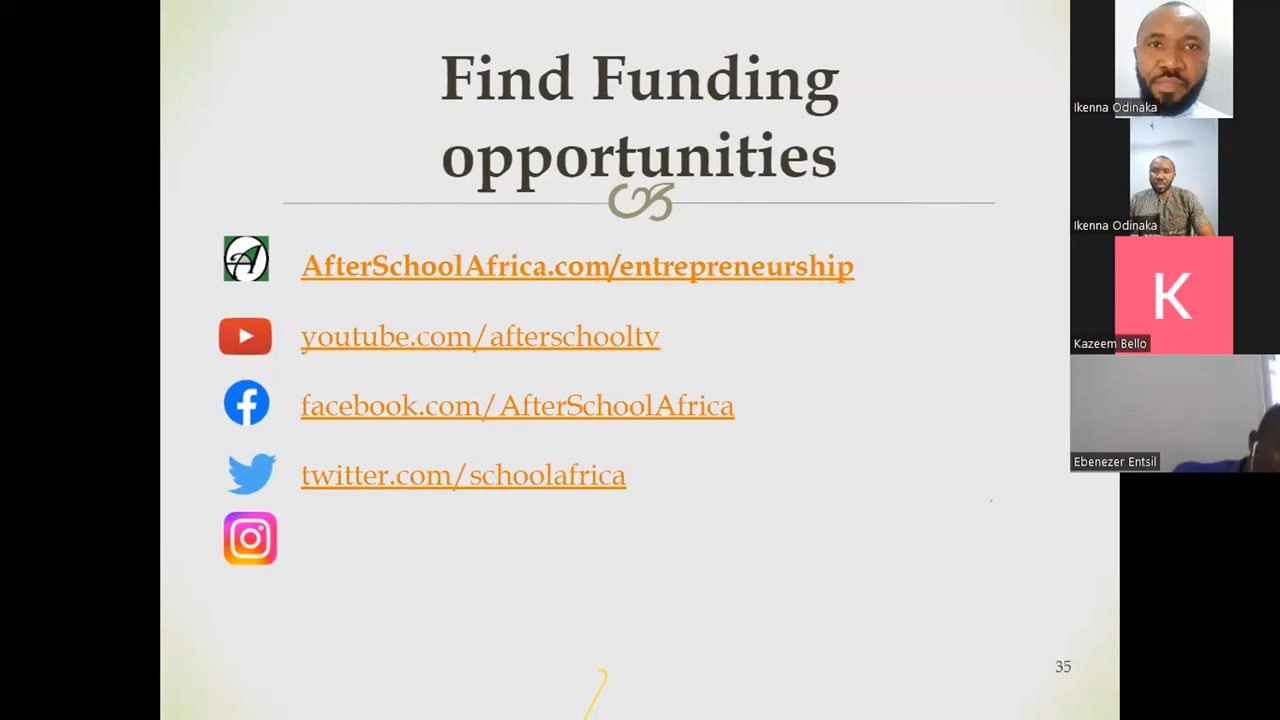 Find Funding
opportunities
AfterSchoolAfrica.com/entrepreneurship
youtube.com/afterschooltv
facebook.com/AfterSchoolAfrica
twitter.com/schoolafrica
35
Ikenna Odinaka
Ikenna Odinaka
K
Kazeem Bello
Ebenezer Entsil